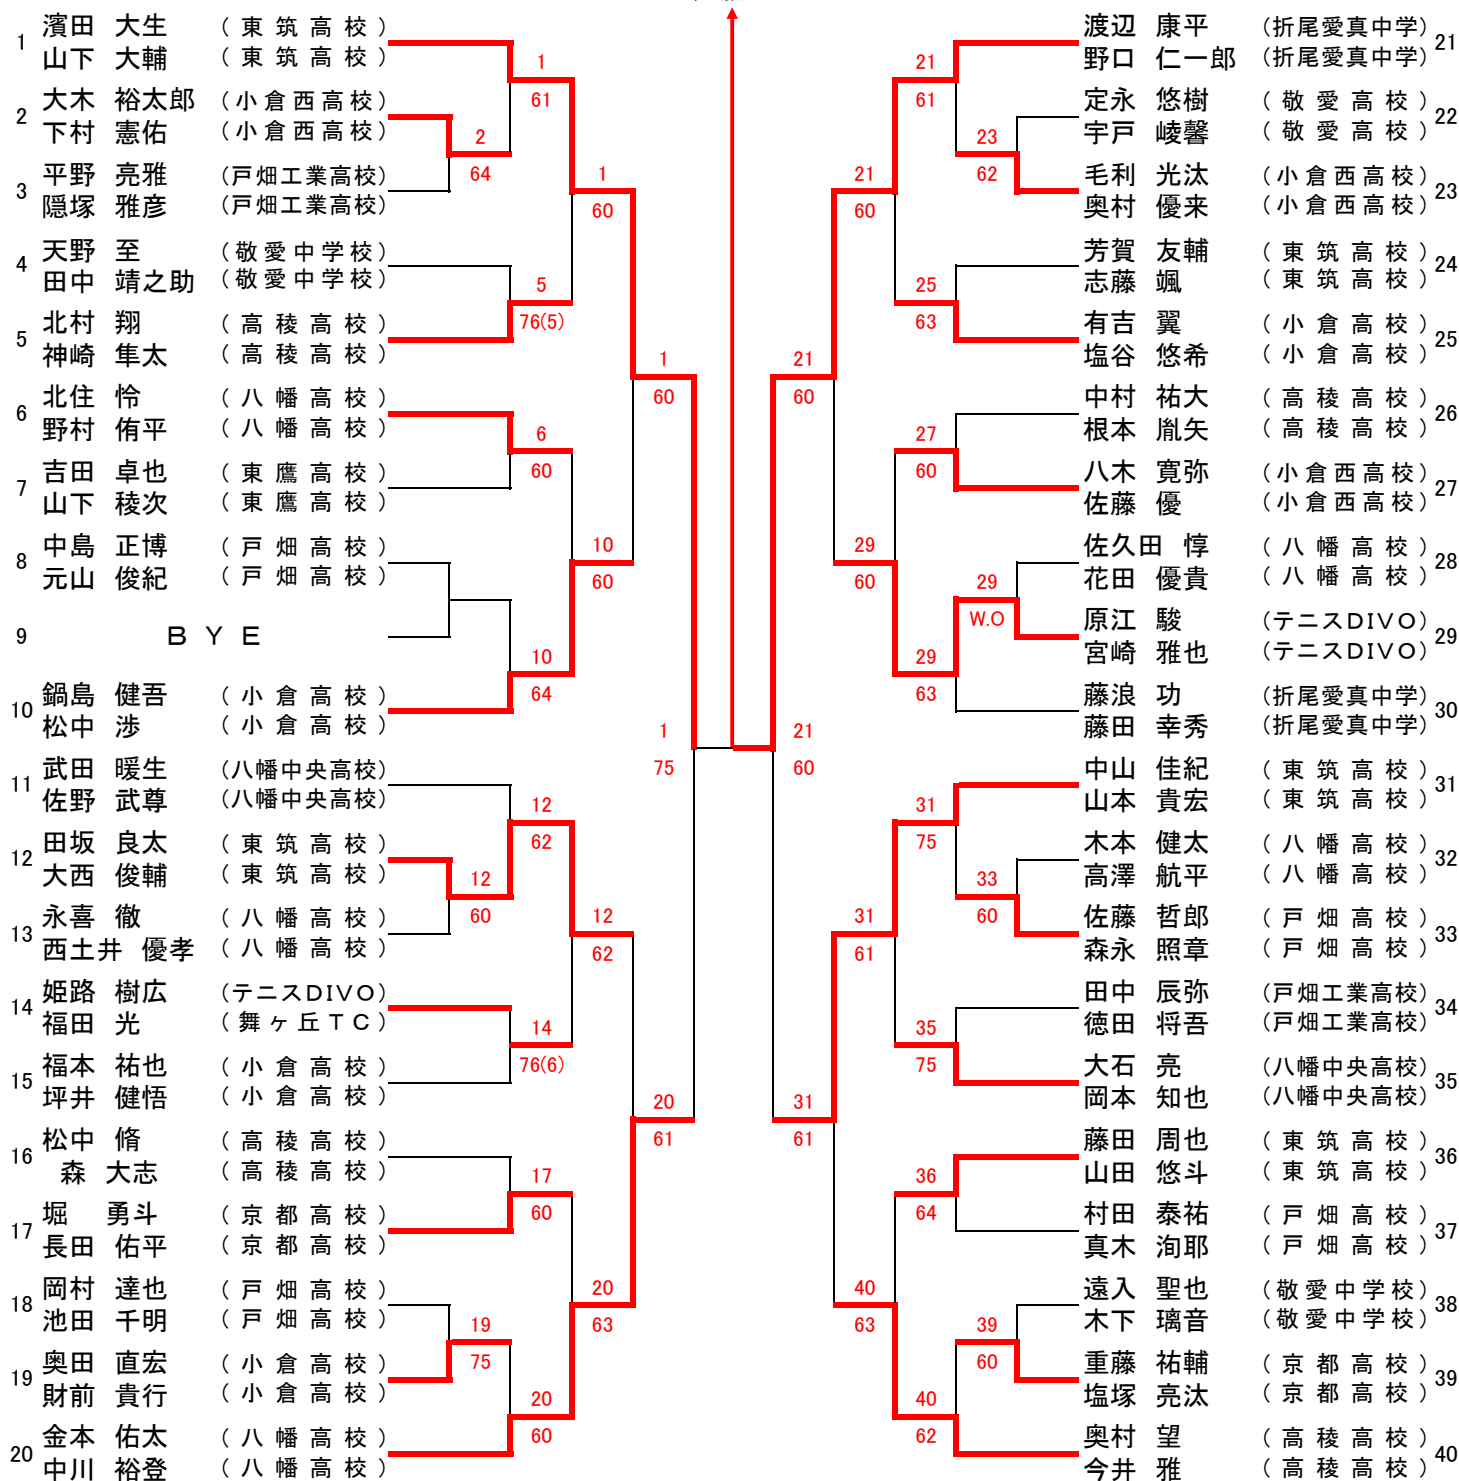 1 濱田 大生 (東筑高校)
山下 大輔 (東筑高校)
2 大木 裕太郎 (小倉西高校)
下村 憲佑 (小倉西高校)
3 平野 亮雅 (戸畑工業高校)
隠塚 雅彦 (戸畑工業高校)
4 天野 至 (敬愛中学校)
田中 靖之助 (敬愛中学校)
5 北村 翔 (高稜高校)
神崎 隼太 (高稜高校)
6 北住 怜 (八幡高校)
野村 侑平 (八幡高校)
7 吉田 卓也 (東鷹高校)
山下 稜次 (東鷹高校)
8 中島 正博 (戸畑高校)
元山 俊紀 (戸畑高校)
9 BYE
10 鍋島 健吾 (小倉高校)
松中 渉 (小倉高校)
11 武田 暖生 (八幡中央高校)
佐野 武尊 (八幡中央高校)
12 田坂 良太 (東筑高校)
大西 俊輔 (東筑高校)
13 永喜 徹 (八幡高校)
西土井 優孝 (八幡高校)
14 姫路 樹広 (テニスDIVO)
福田 光 (舞ヶ丘TC)
15 福本 祐也 (小倉高校)
坪井 健悟 (小倉高校)
16 松中 脩 (高稜高校)
森 大志 (高稜高校)
17 堀 勇斗 (京都高校)
長田 佑平 (京都高校)
18 岡村 達也 (戸畑高校)
池田 千明 (戸畑高校)
19 奥田 直宏 (小倉高校)
財前 貴行 (小倉高校)
20 金本 佑太 (八幡高校)
中川 裕登 (八幡高校)
2
64
12
60
19
75
1
61
5
76(5)
6
60
10
64
12
62
14
76(6)
17
60
20
60
1
60
10
60
12
62
20
63
1
60
20
61
1
75
21
60
21
60
31
61
21
60
29
60
31
61
40
63
21
61
25
63
27
60
29
63
31
75
35
75
36
64
40
62
23
62
29
W.O
33
60
39
60
渡辺 康平 (折尾愛真中学) 21
野口 仁一郎 (折尾愛真中学)
定永 悠樹 (敬愛高校) 22
宇戸 崚馨 (敬愛高校)
毛利 光汰 (小倉西高校) 23
奥村 優来 (小倉西高校)
芳賀 友輔 (東筑高校) 24
志藤 颯 (東筑高校)
有吉 翼 (小倉高校) 25
塩谷 悠希 (小倉高校)
中村 祐大 (高稜高校) 26
根本 胤矢 (高稜高校)
八木 寛弥 (小倉西高校) 27
佐藤 優 (小倉西高校)
佐久田 惇 (八幡高校) 28
花田 優貴 (八幡高校)
原江 駿 (テニスDIVO) 29
宮崎 雅也 (テニスDIVO)
藤浪 功 (折尾愛真中学) 30
藤田 幸秀 (折尾愛真中学)
中山 佳紀 (東筑高校) 31
山本 貴宏 (東筑高校)
木本 健太 (八幡高校) 32
高澤 航平 (八幡高校)
佐藤 哲郎 (戸畑高校) 33
森永 照章 (戸畑高校)
田中 辰弥 (戸畑工業高校) 34
徳田 将吾 (戸畑工業高校)
大石 亮 (八幡中央高校) 35
岡本 知也 (八幡中央高校)
藤田 周也 (東筑高校) 36
山田 悠斗 (東筑高校)
村田 泰祐 (戸畑高校) 37
真木 洵耶 (戸畑高校)
遠入 聖也 (敬愛中学校) 38
木下 璃音 (敬愛中学校)
重藤 祐輔 (京都高校) 39
塩塚 亮汰 (京都高校)
奥村 望 (高稜高校) 40
今井 雅 (高稜高校)